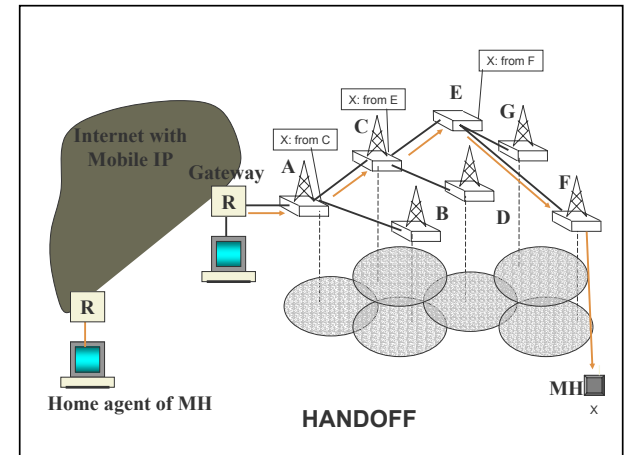 X: from F
E
X: from E
G
C
Internet with
Mobile IP
X: from C
Gateway
A
F
R
B
D
R
MH
X
Home agent of MH
HANDOFF